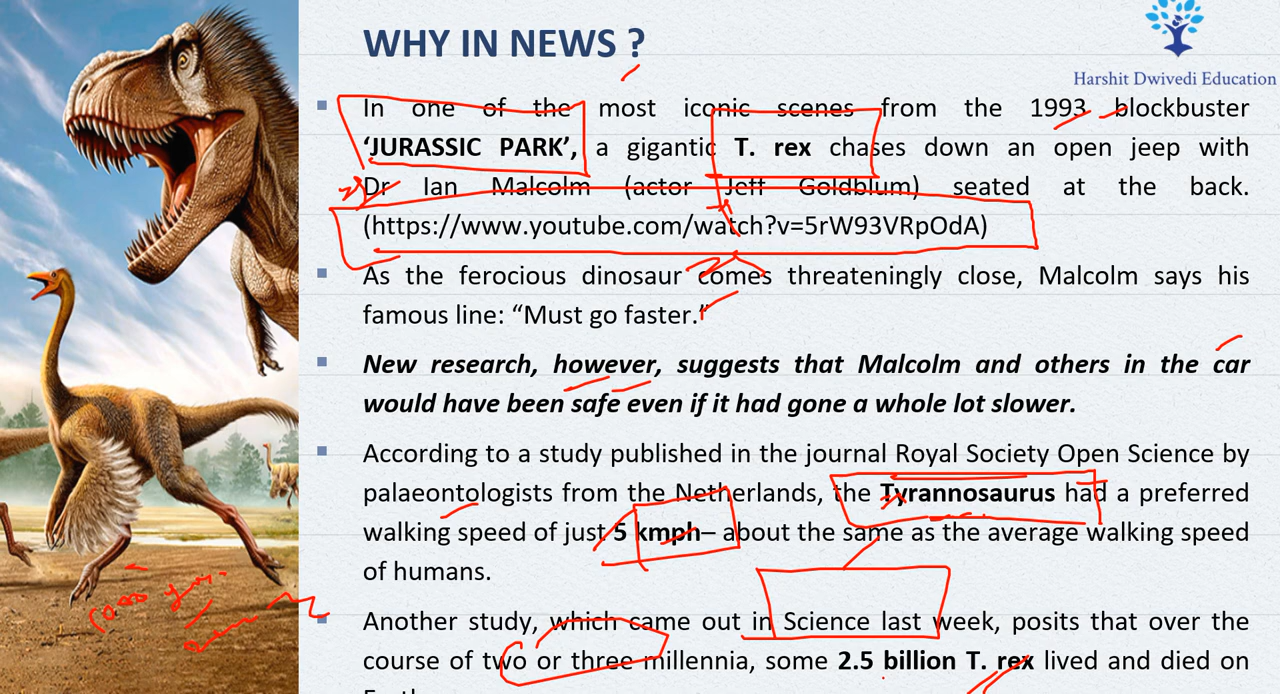 WHY IN NEWS ?
Harshit Dwivedi Education
In one of the most iconic scenes from the 1993 blockbuster
‘JURASSIC PARK’, a gigantic T. rex chases down an open jeep with
Dr Ian Malcolm (actor Jeff Goldblum) seated at the back.
(https://www.youtube.com/watch?v=5rW93VRpOdA)
As the ferocious dinosaur comes threateningly close, Malcolm says his
famous line: “Must go faster.”
New research, however, suggests that Malcolm and others in the car
would have been safe even if it had gone a whole lot slower.
According to a study published in the journal Royal Society Open Science by
palaeontologists from the Netherlands, the Tyrannosaurus had a preferred
walking speed of just 5 kmph– about the same as the average walking speed
of humans.
Another study, which came out in Science last week, posits that over the
course of two or three millennia, some 2.5 billion T. rex lived and died on